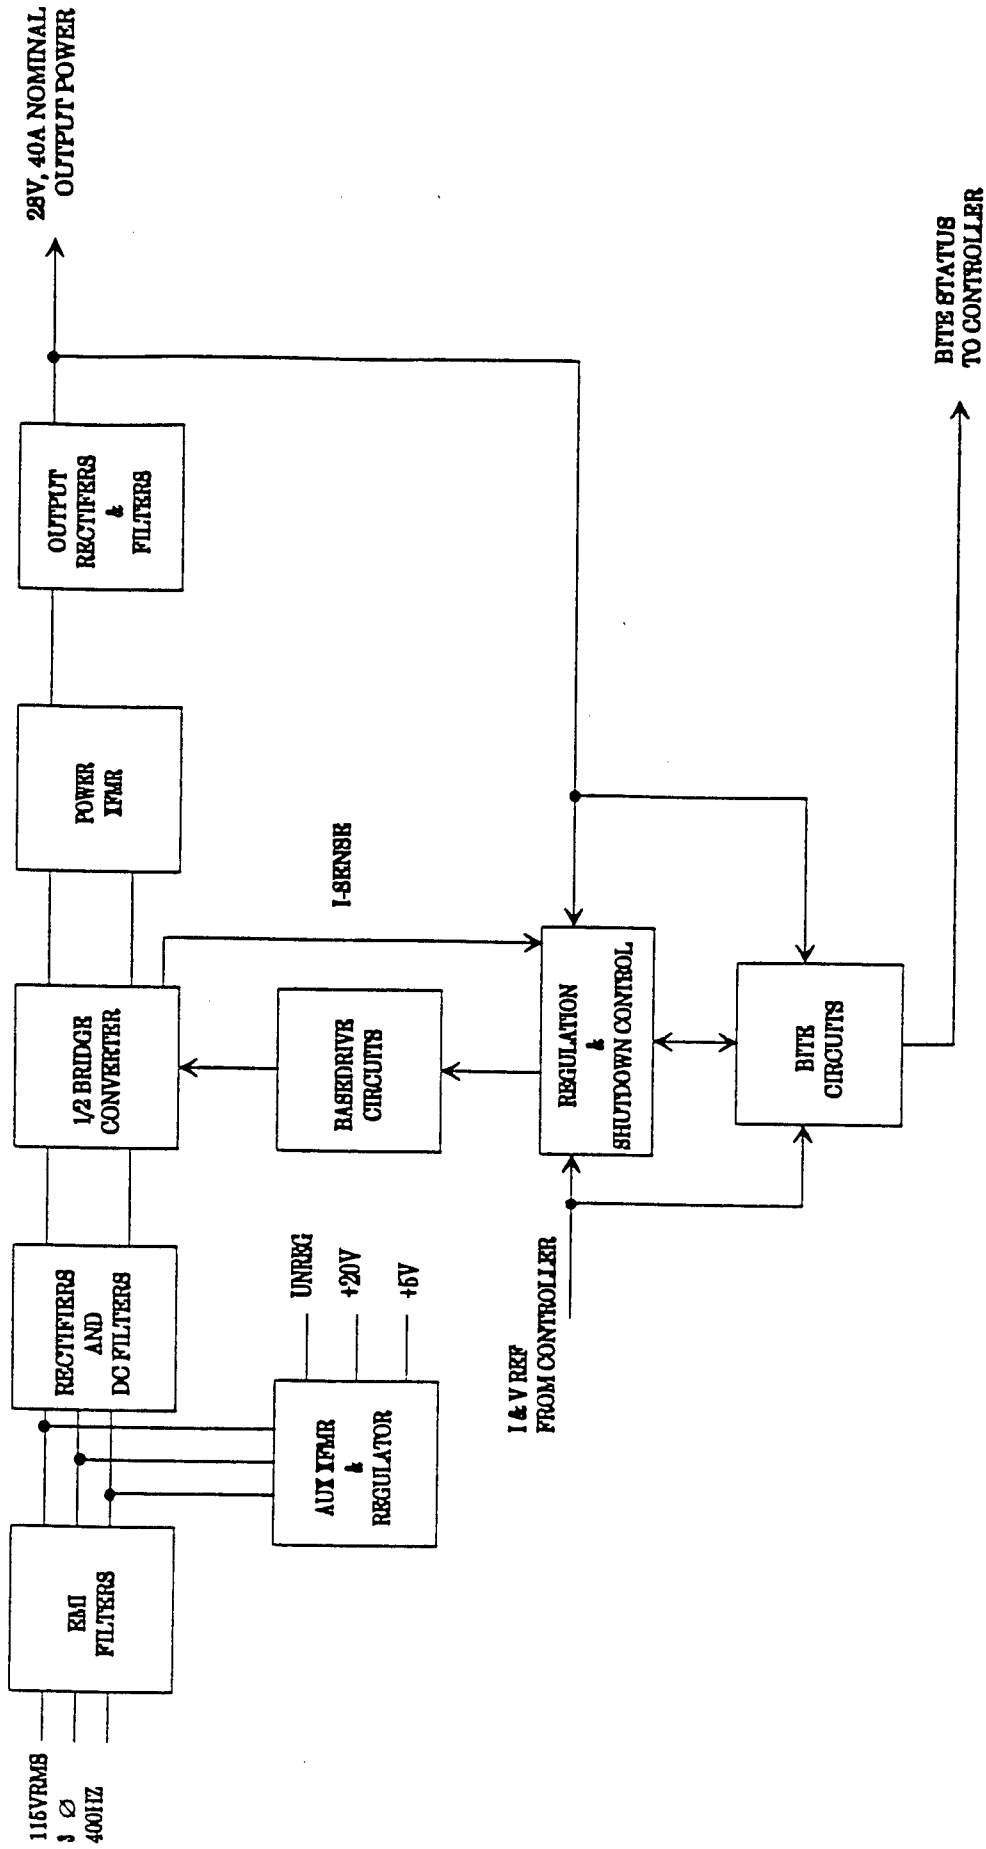 115VRMS
3 Ø
400HZ
EMI
FILTERS
RECTIFIERS
AND
DC FILTERS
1/2 BRIDGE
CONVERTER
POWER
XFMR
OUTPUT
RECTIFERS
&
FILTERS
28V, 40A NOMINAL
OUTPUT POWER
AUX XFMR
&
REGULATOR
UNREG
+20V
+5V
BASEDRIVE
CIRCUITS
I-SENSE
I & V REF
FROM CONTROLLER
REGULATION
&
SHUTDOWN CONTROL
BITE
CIRCUITS
BITE STATUS
TO CONTROLLER